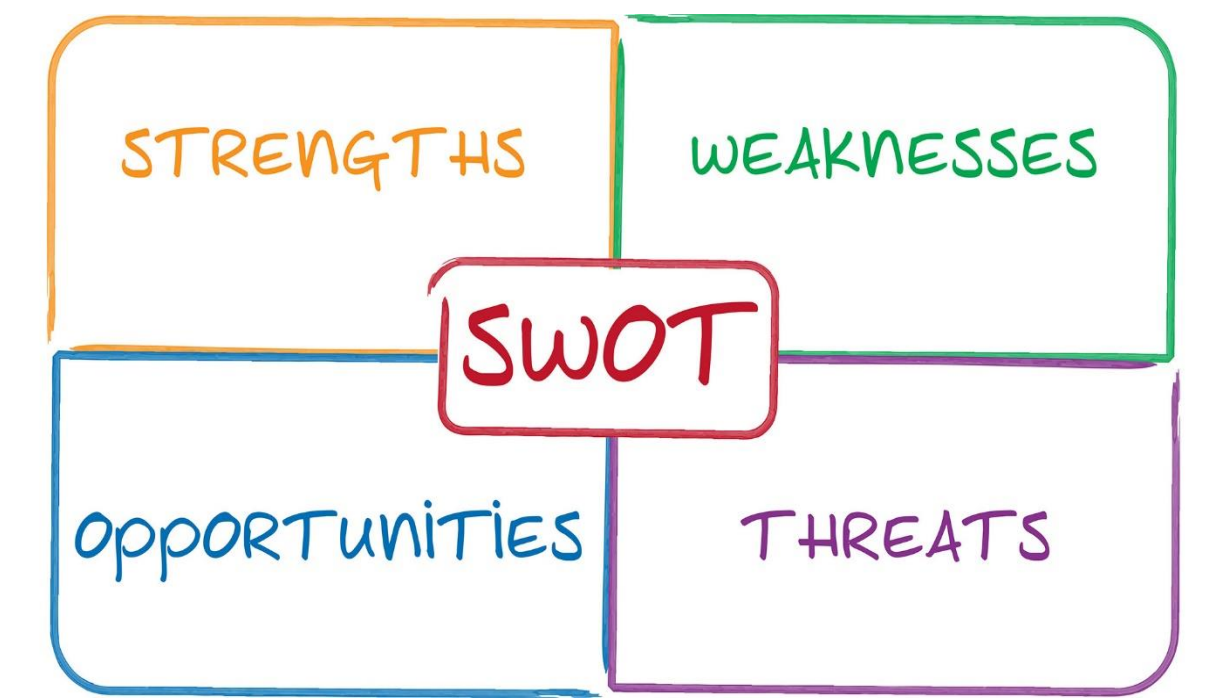 STRENGTHS
WEAKNESSES
SWOT
OppORTUNiTiES
THREATS